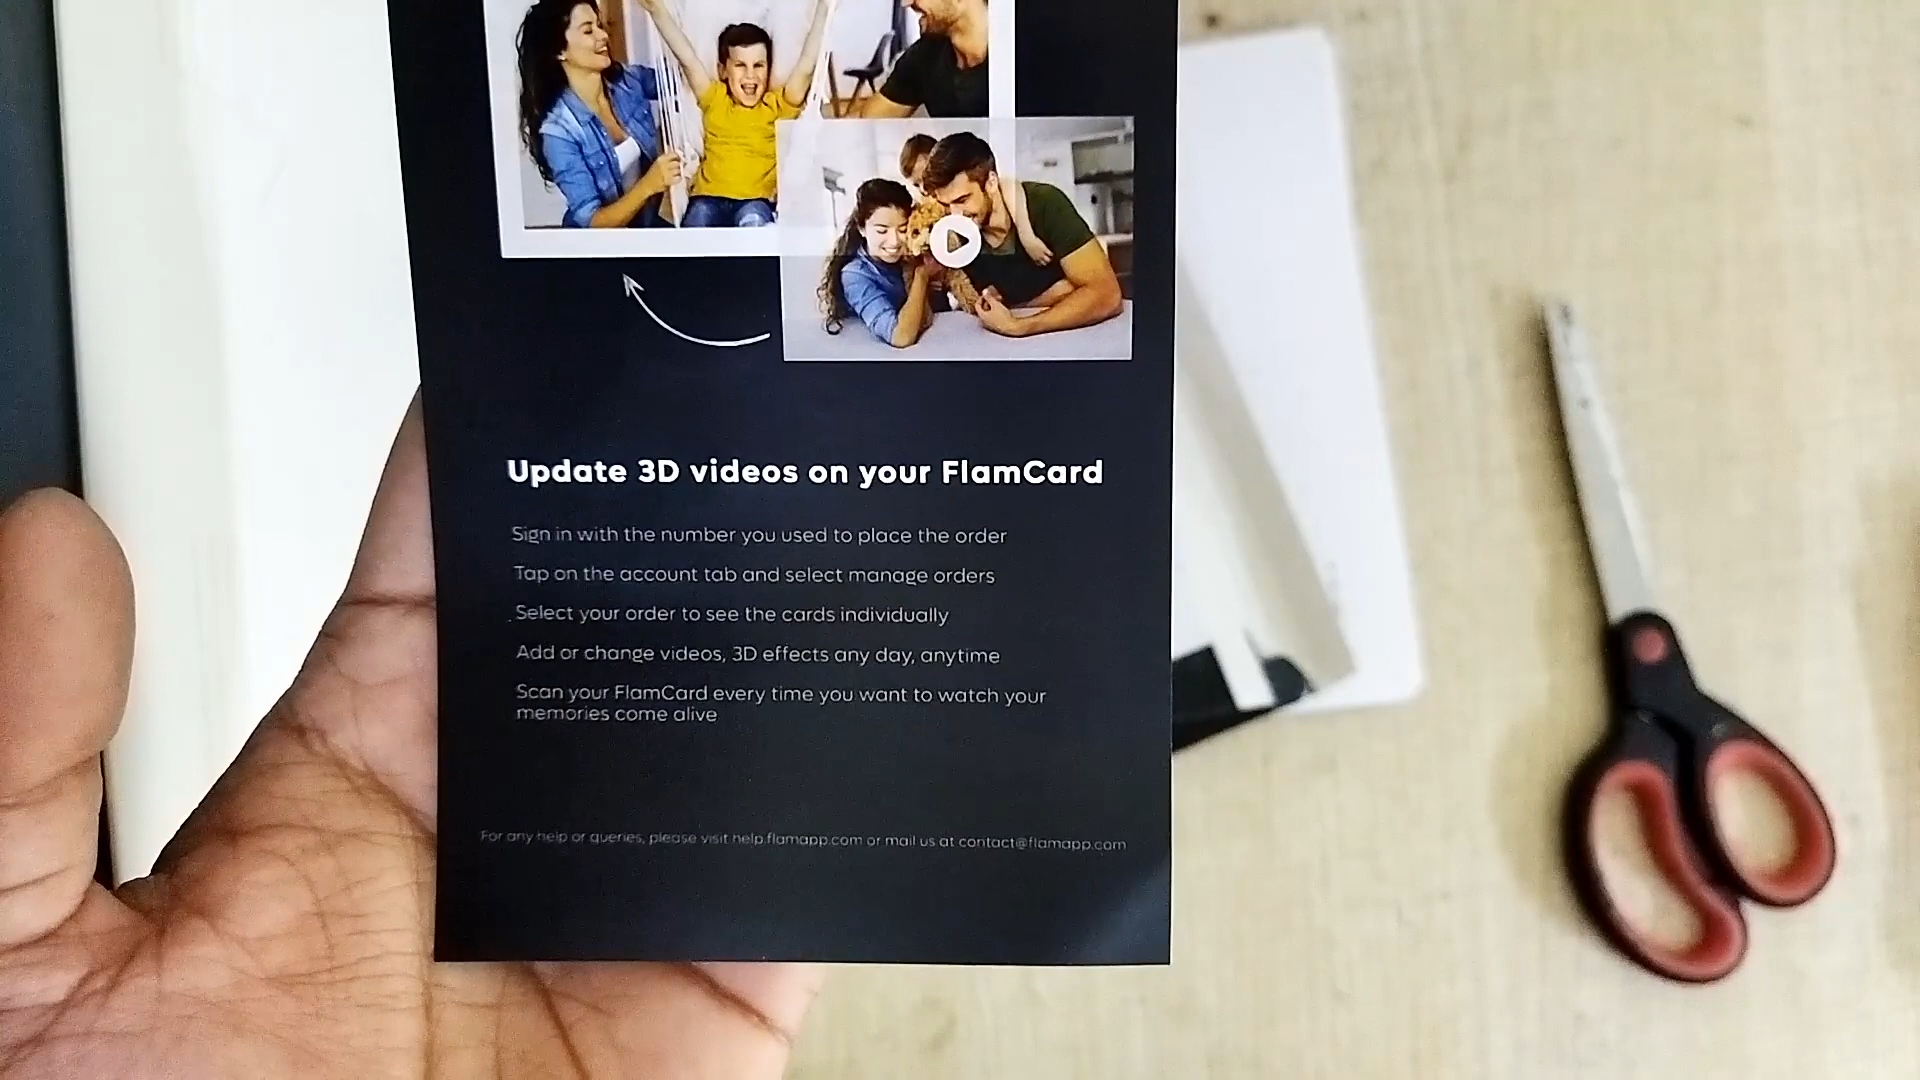 Update 3D videos on your FlamCard
Sign in with the number you used to place the order
Tap on the account tab and select manage orders
Select your order to see the cards individually
Add or change videos, 3D effects any day, anytime
Scan your FlamCard every time you want to watch your
memories come alive
For any help or queries, please visit help.flamapp.com or mail us at contact@flamapp.com